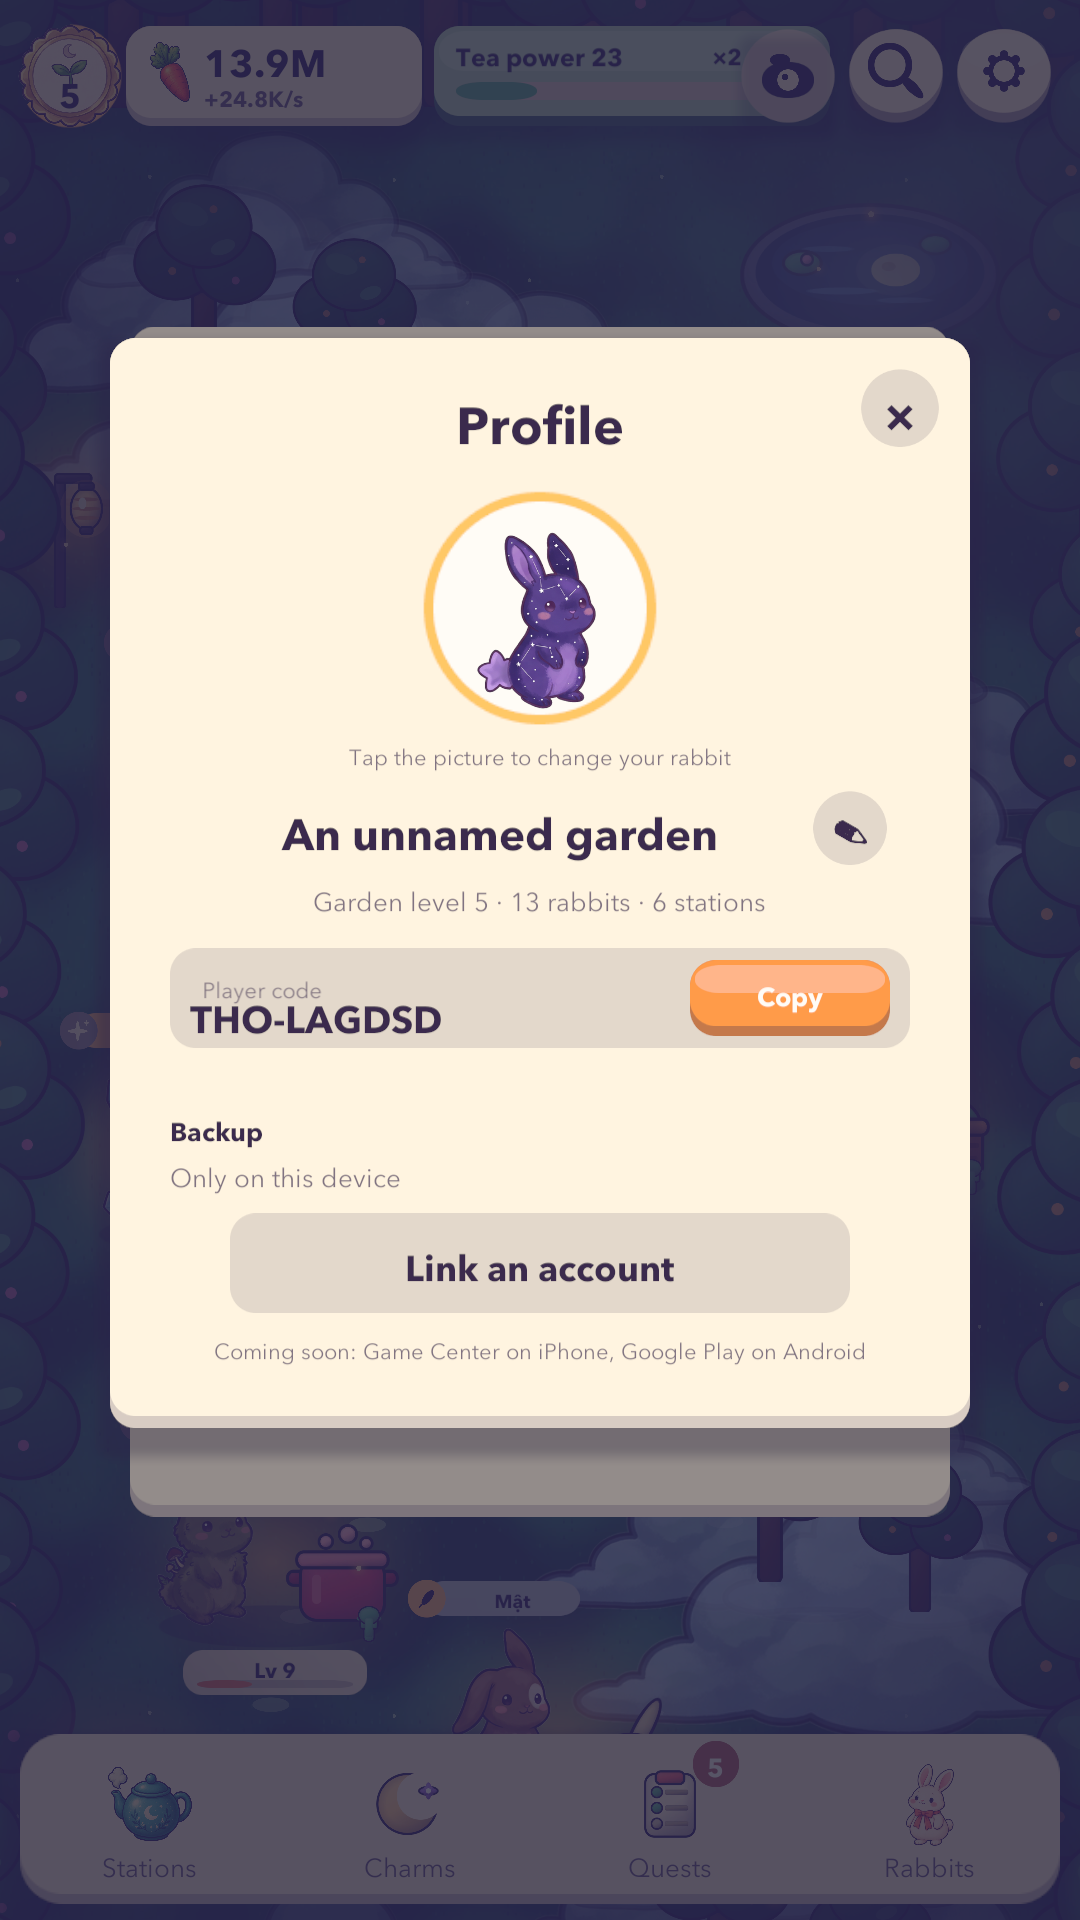 5
13.9M
+24.8K/s
Tea power 23
×2
Profile
×
Tap the picture to change your rabbit
An unnamed garden
Garden level 5 · 13 rabbits · 6 stations
Player code
THO-LAGDSD
Copy
Backup
Only on this device
Link an account
Coming soon: Game Center on iPhone, Google Play on Android
Mật
Lv 9
5
Stations
Charms
Quests
Rabbits